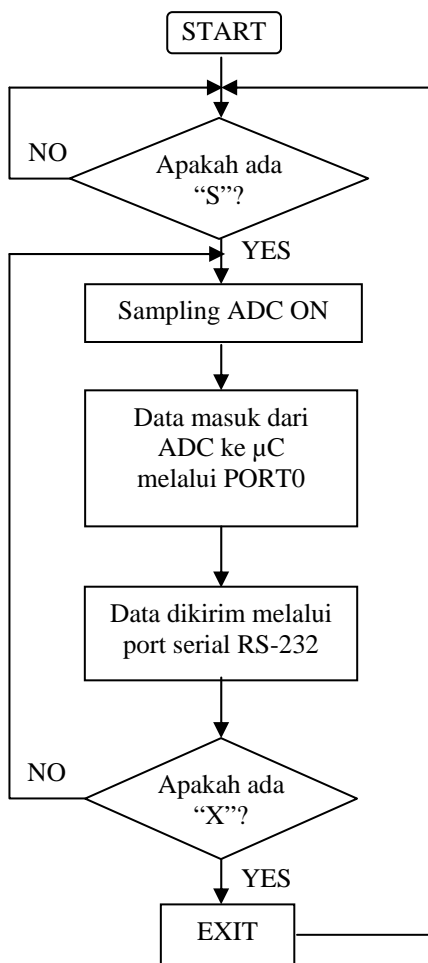 START
NO
Apakah ada
“S”?
YES
Sampling ADC ON
Data masuk dari
ADC ke µC
melalui PORT0
Data dikirim melalui
port serial RS-232
NO
Apakah ada
“X”?
YES
EXIT